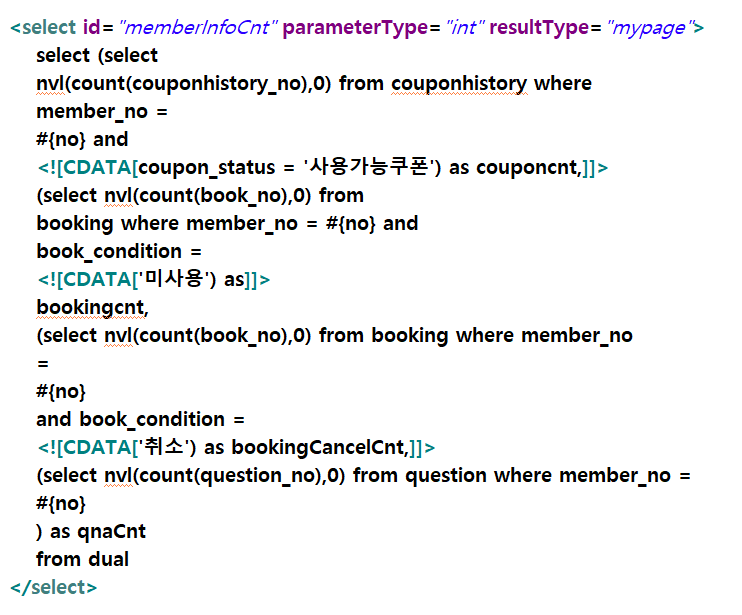 <select id="memberInfoCnt" parameterType="int" resultType="mypage">
select (select
nvl(count(couponhistory_no),0) from couponhistory where
member_no =
#{no} and
<![CDATA[coupon_status = '사용가능쿠폰') as couponcnt,]]>
(select nvl(count(book_no),0) from
booking where member_no = #{no} and
book_condition =
<![CDATA['미사용') as]]>
bookingcnt,
(select nvl(count(book_no),0) from booking where member_no
=
#{no}
and book_condition =
<![CDATA['취소') as bookingCancelCnt,]]>
(select nvl(count(question_no),0) from question where member_no =
#{no}
) as qnaCnt
from dual
</select>